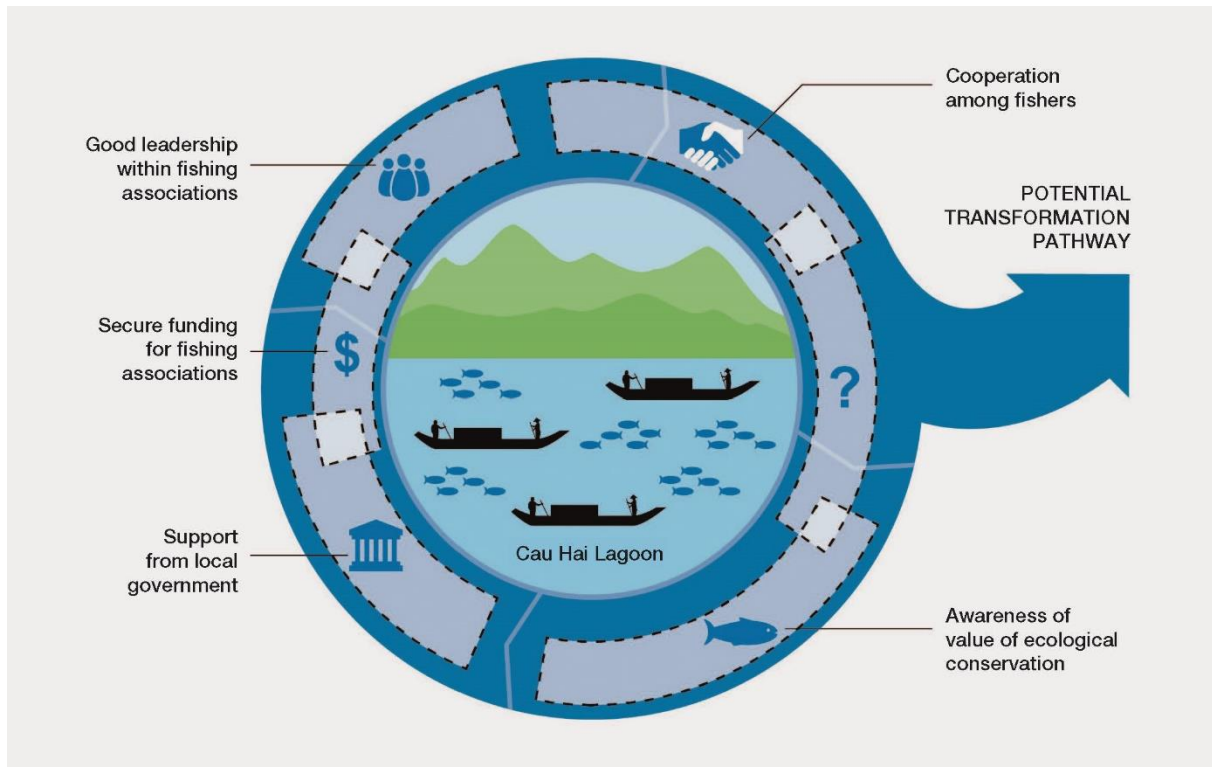 Cooperation
among fishers
Good leadership
within fishing
associations
POTENTIAL
TRANSFORMATION
PATHWAY
Secure funding
for fishing
associations
$
?
Support
from local
government
Cau Hai Lagoon
Awareness of
value of ecological
conservation